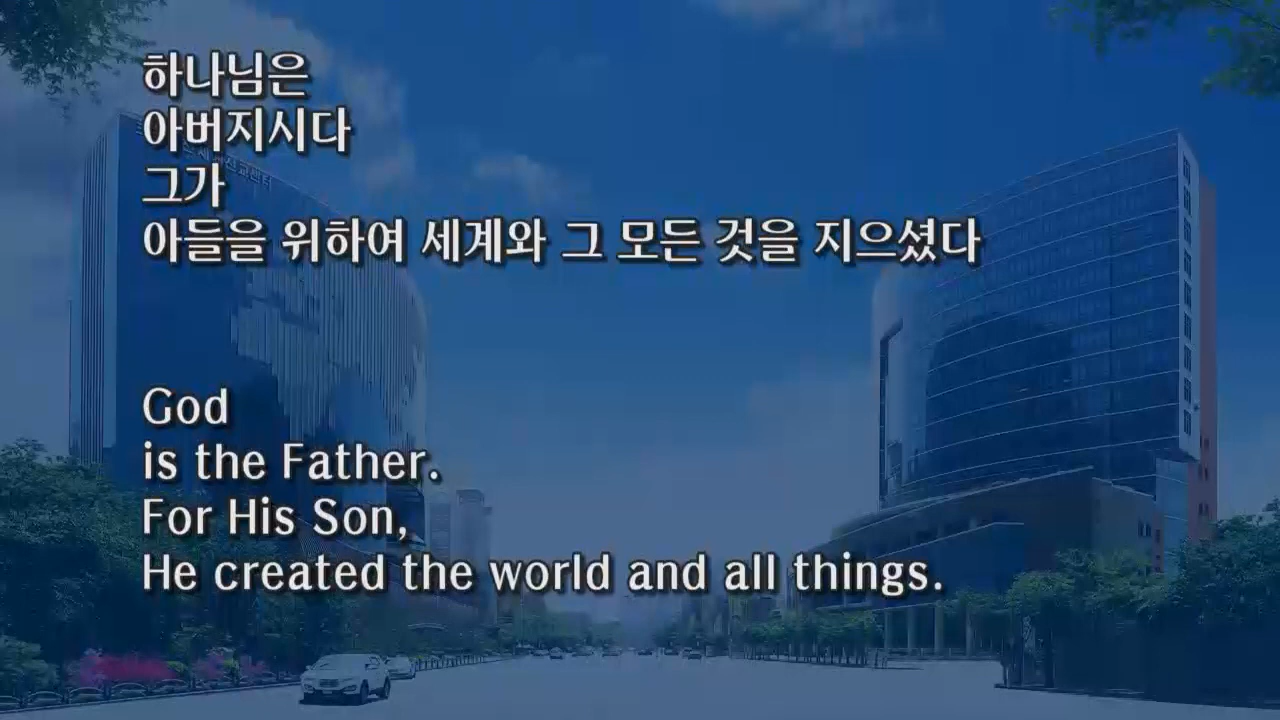 하나님은
아버지시다
그가
아들을 위하여 세계와 그 모든 것을 지으셨다
God
is the Father.
For His Son,
He created the world and all things.